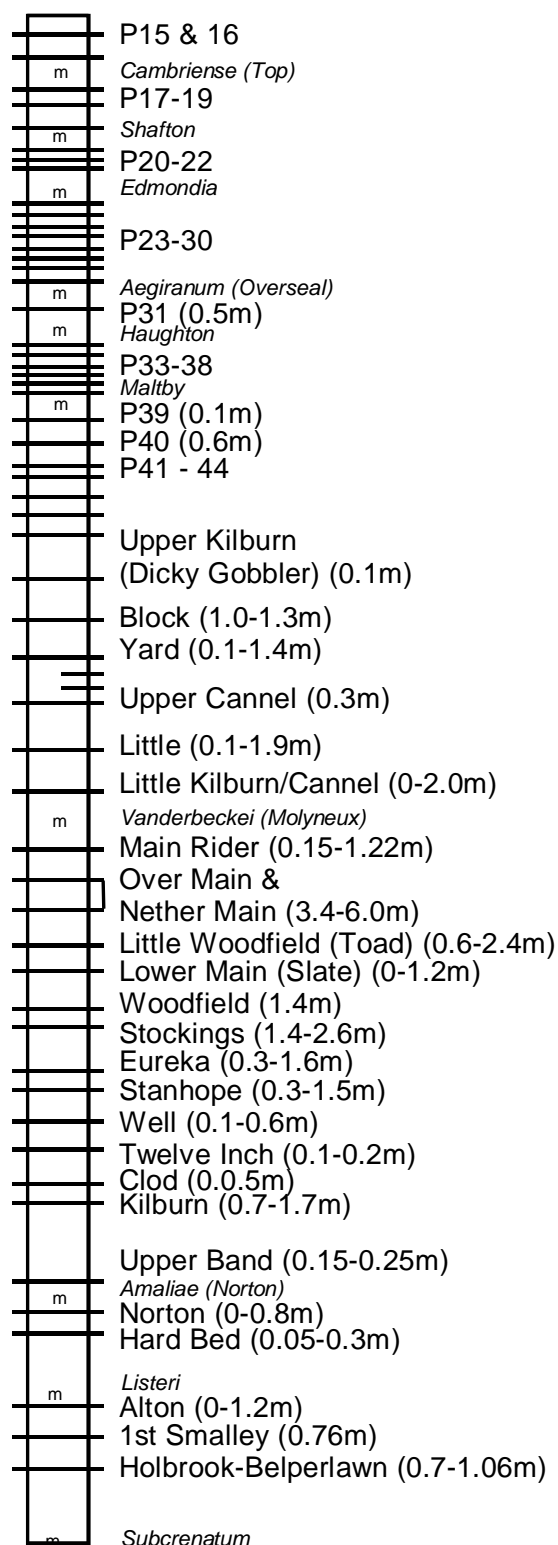 P15 & 16
m Cambriense (Top)
P17-19
m Shafton
P20-22
m Edmondia
P23-30
m Aegiranum (Overseal)
P31 (0.5m)
m Haughton
P33-38
Maltby
m
P39 (0.1m)
P40 (0.6m)
P41 - 44
Upper Kilburn
(Dicky Gobbler) (0.1m)
Block (1.0-1.3m)
Yard (0.1-1.4m)
Upper Cannel (0.3m)
Little (0.1-1.9m)
Little Kilburn/Cannel (0-2.0m)
m Vanderbeckei (Molyneux)
Main Rider (0.15-1.22m)
Over Main &
Nether Main (3.4-6.0m)
Little Woodfield (Toad) (0.6-2.4m)
Lower Main (Slate) (0-1.2m)
Woodfield (1.4m)
Stockings (1.4-2.6m)
Eureka (0.3-1.6m)
Stanhope (0.3-1.5m)
Well (0.1-0.6m)
Twelve Inch (0.1-0.2m)
Clod (0.0.5m)
Kilburn (0.7-1.7m)
Upper Band (0.15-0.25m)
m Amaliae (Norton)
Norton (0-0.8m)
Hard Bed (0.05-0.3m)
m Listeri
Alton (0-1.2m)
1st Smalley (0.76m)
Holbrook-Belperlawn (0.7-1.06m)
m Subcrenatum